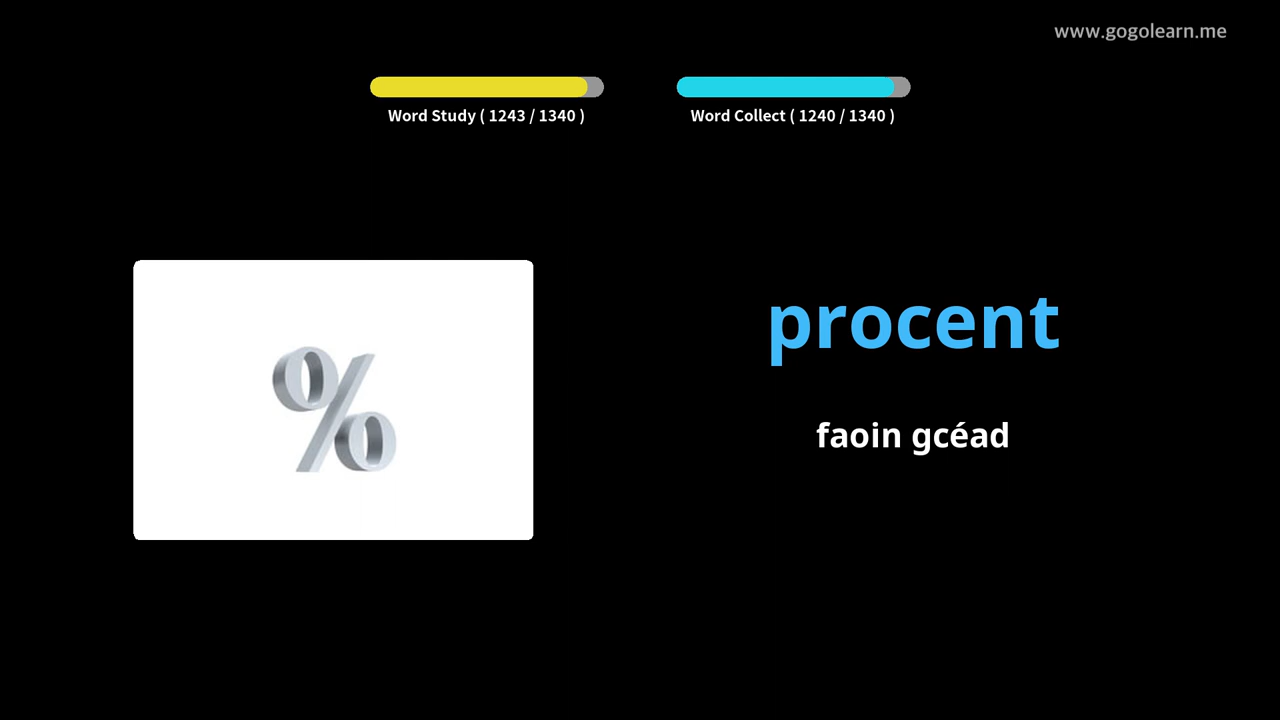 www.gogolearn.me
Word Study ( 1243 / 1340 )
Word Collect ( 1240 / 1340 )
%
procent
faoin gcéad